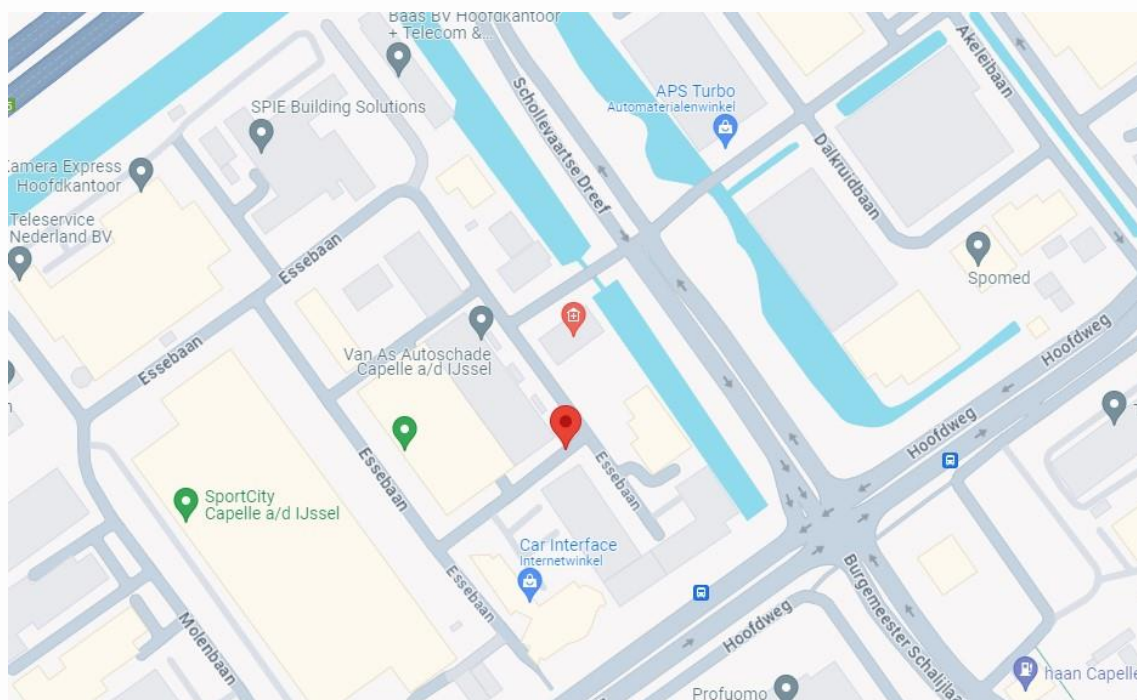 Baas BV Hoofdkantoor
+ Telecom &...
Akeleibaan
SPIE Building Solutions
Schollevaartse Dreef
APS Turbo
Automaterialenwinkel
Dalkruidbaan
Kamera Express
Hoofdkantoor
Teleservice
Nederland BV
Essebaan
Spomed
Essebaan
Van As Autoschade
Capelle a/d IJssel
Hoofdweg
Hoofdweg
Essebaan
Essebaan
SportCity
Capelle a/d IJssel
Car Interface
Internetwinkel
Essebaan
Molenbaan
Hoofdweg
Burgemeester Schalijlaa
haan Capelle
Profuomo